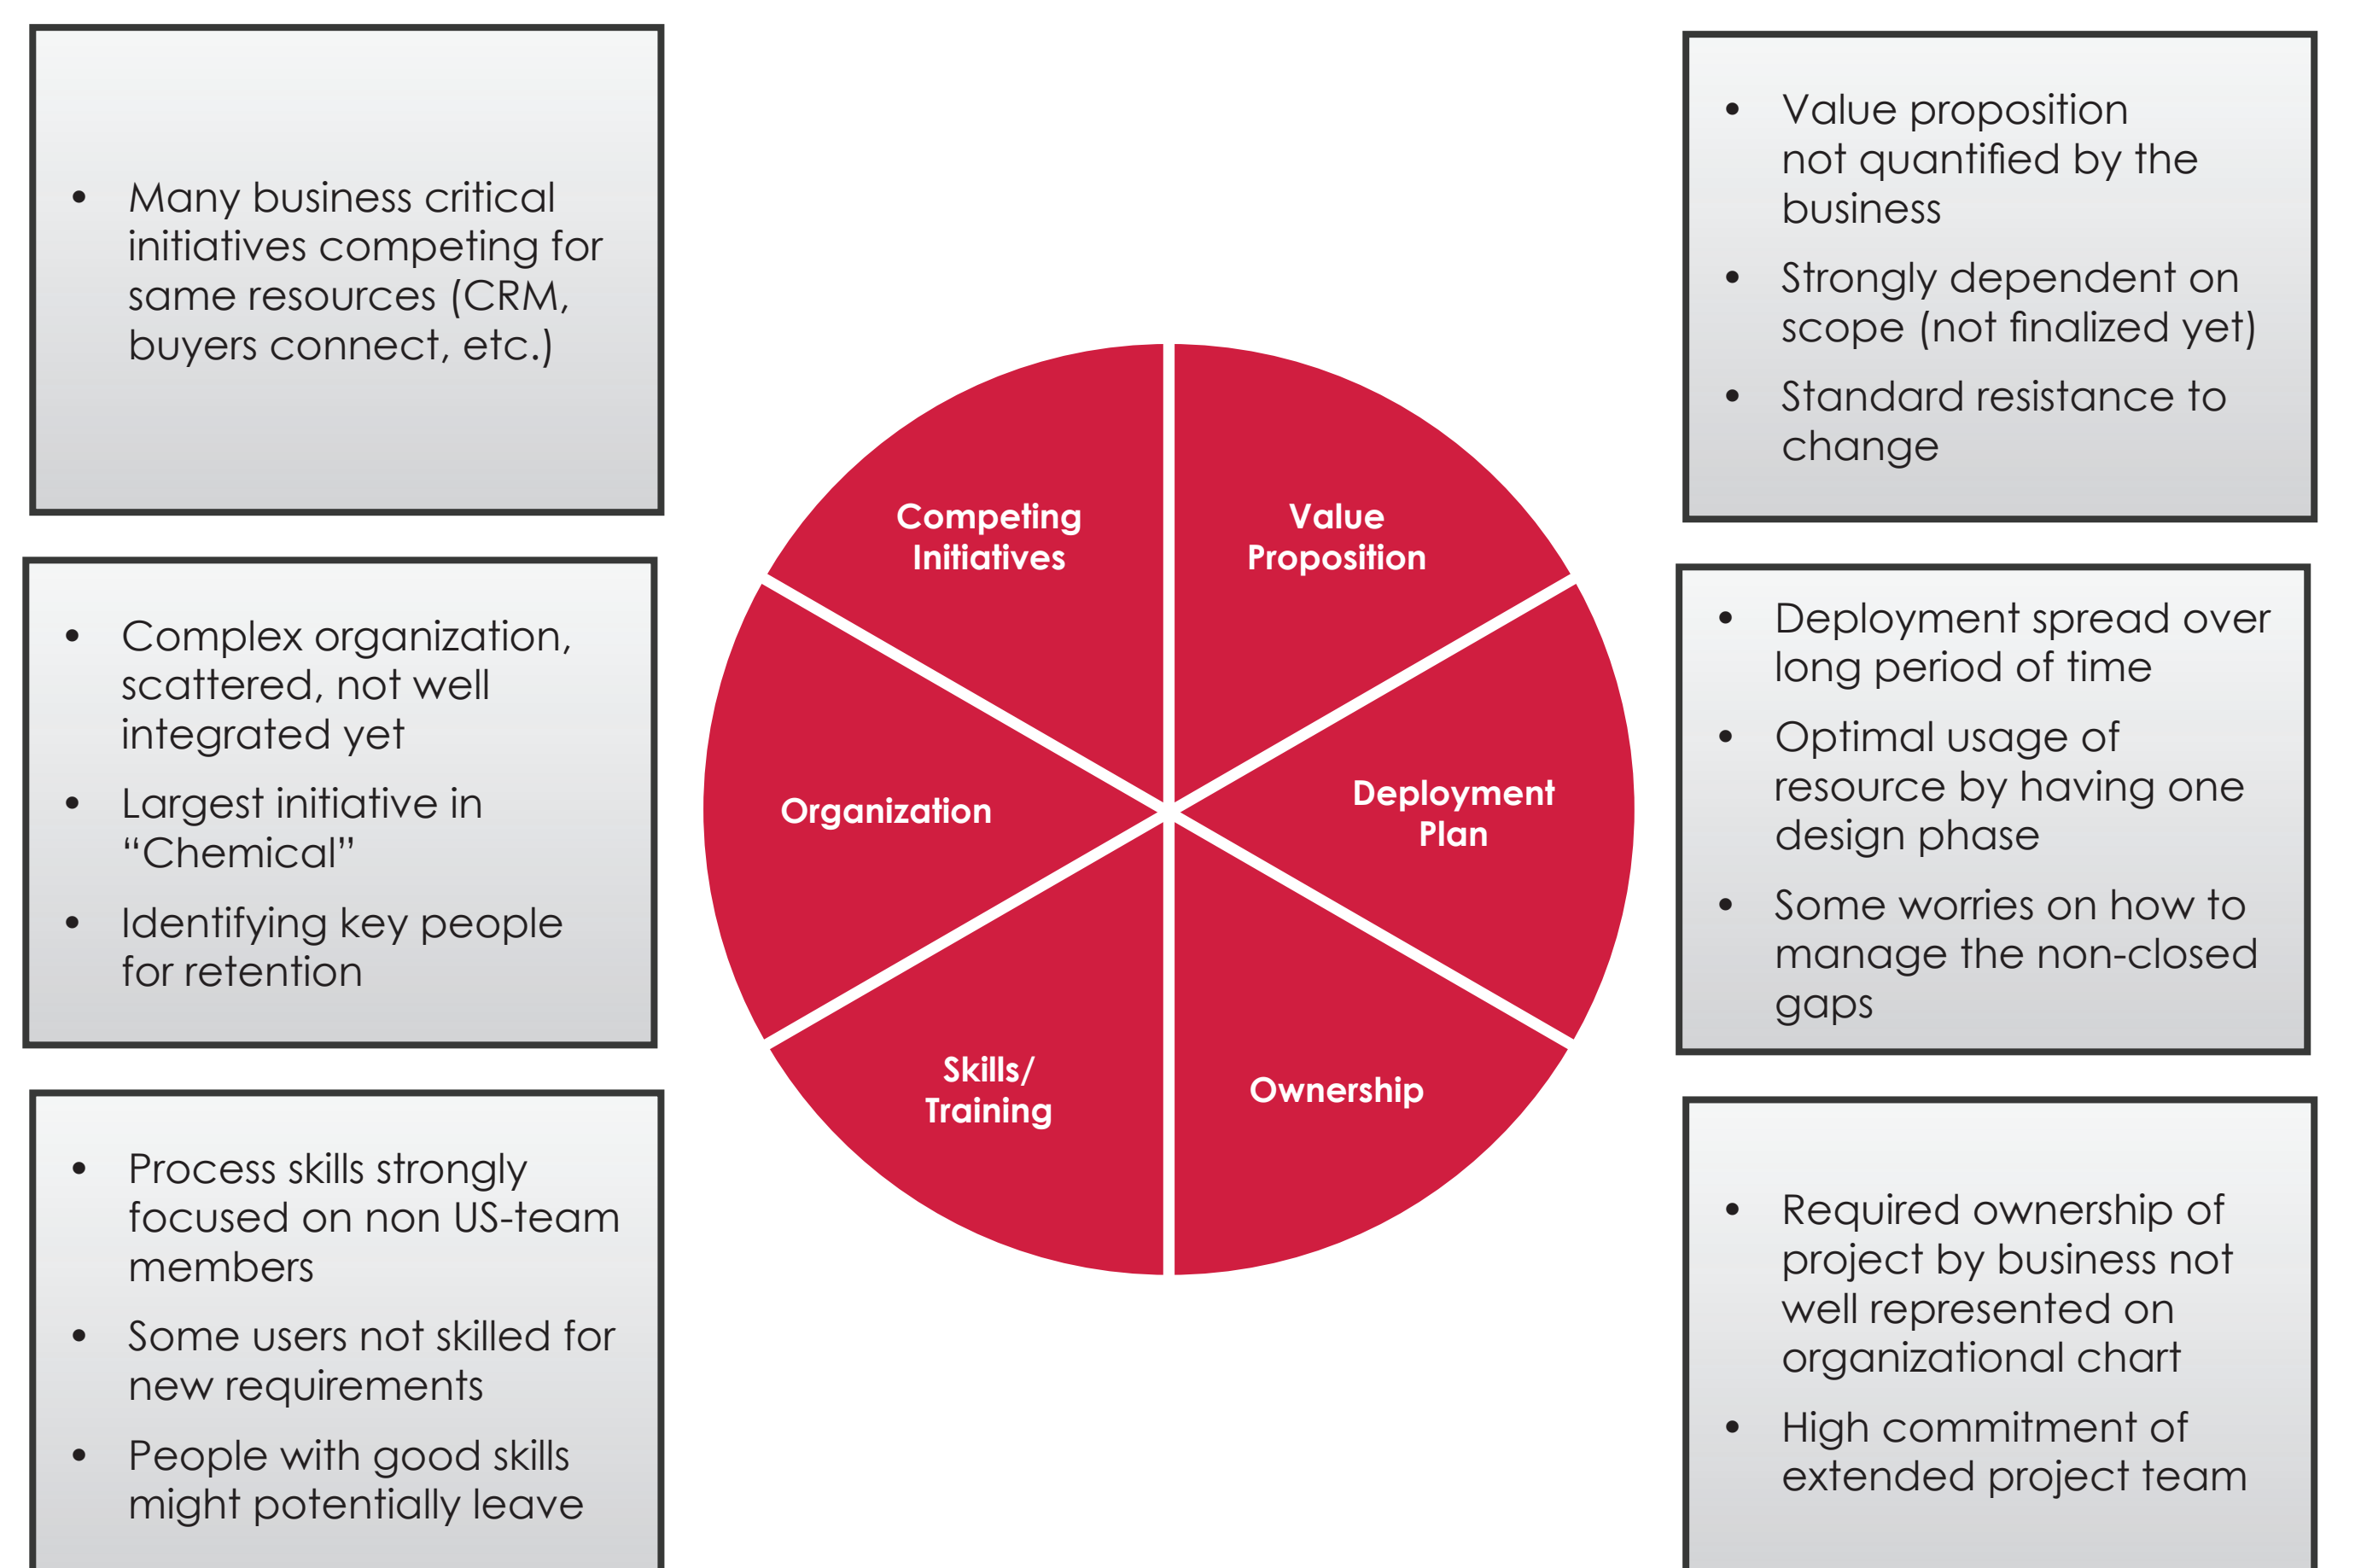 • Many business critical
initiatives competing for
same resources (CRM,
buyers connect, etc.)
• Complex organization,
scattered, not well
integrated yet
• Largest initiative in
“Chemical”
• Identifying key people
for retention
• Process skills strongly
focused on non US-team
members
• Some users not skilled for
new requirements
• People with good skills
might potentially leave
Competing
Initiatives
Value
Proposition
Organization
Deployment
Plan
Skills/
Training
Ownership
• Value proposition
not quantified by the
business
• Strongly dependent on
scope (not finalized yet)
• Standard resistance to
change
• Deployment spread over
long period of time
• Optimal usage of
resource by having one
design phase
• Some worries on how to
manage the non-closed
gaps
• Required ownership of
project by business not
well represented on
organizational chart
• High commitment of
extended project team